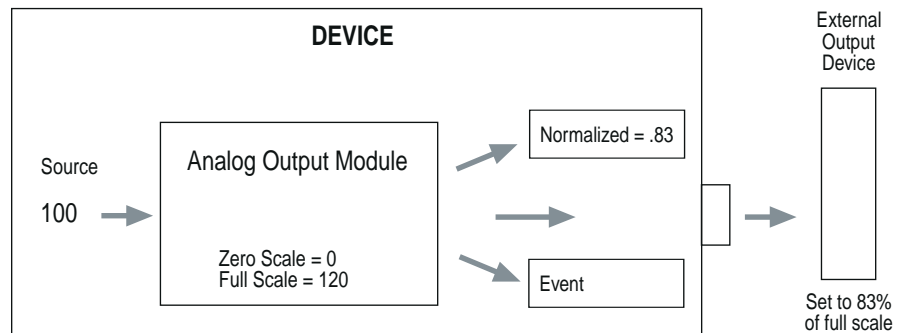 DEVICE
External
Output
Device
Source
100
Analog Output Module
Zero Scale = 0
Full Scale = 120
Normalized = .83
Event
Set to 83%
of full scale